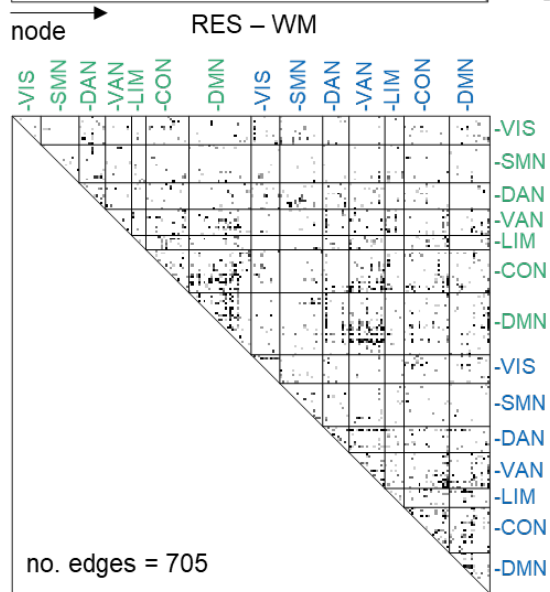 node
RES – WM
-VIS
-SMN
-DAN
-VAN
-LIM
-CON
-DMN
-VIS
-SMN
-DAN
-VAN
-LIM
-CON
-DMN
-VIS
-SMN
-DAN
-VAN
-LIM
-CON
-DMN
-VIS
-SMN
-DAN
-VAN
-LIM
-CON
-DMN
no. edges = 705